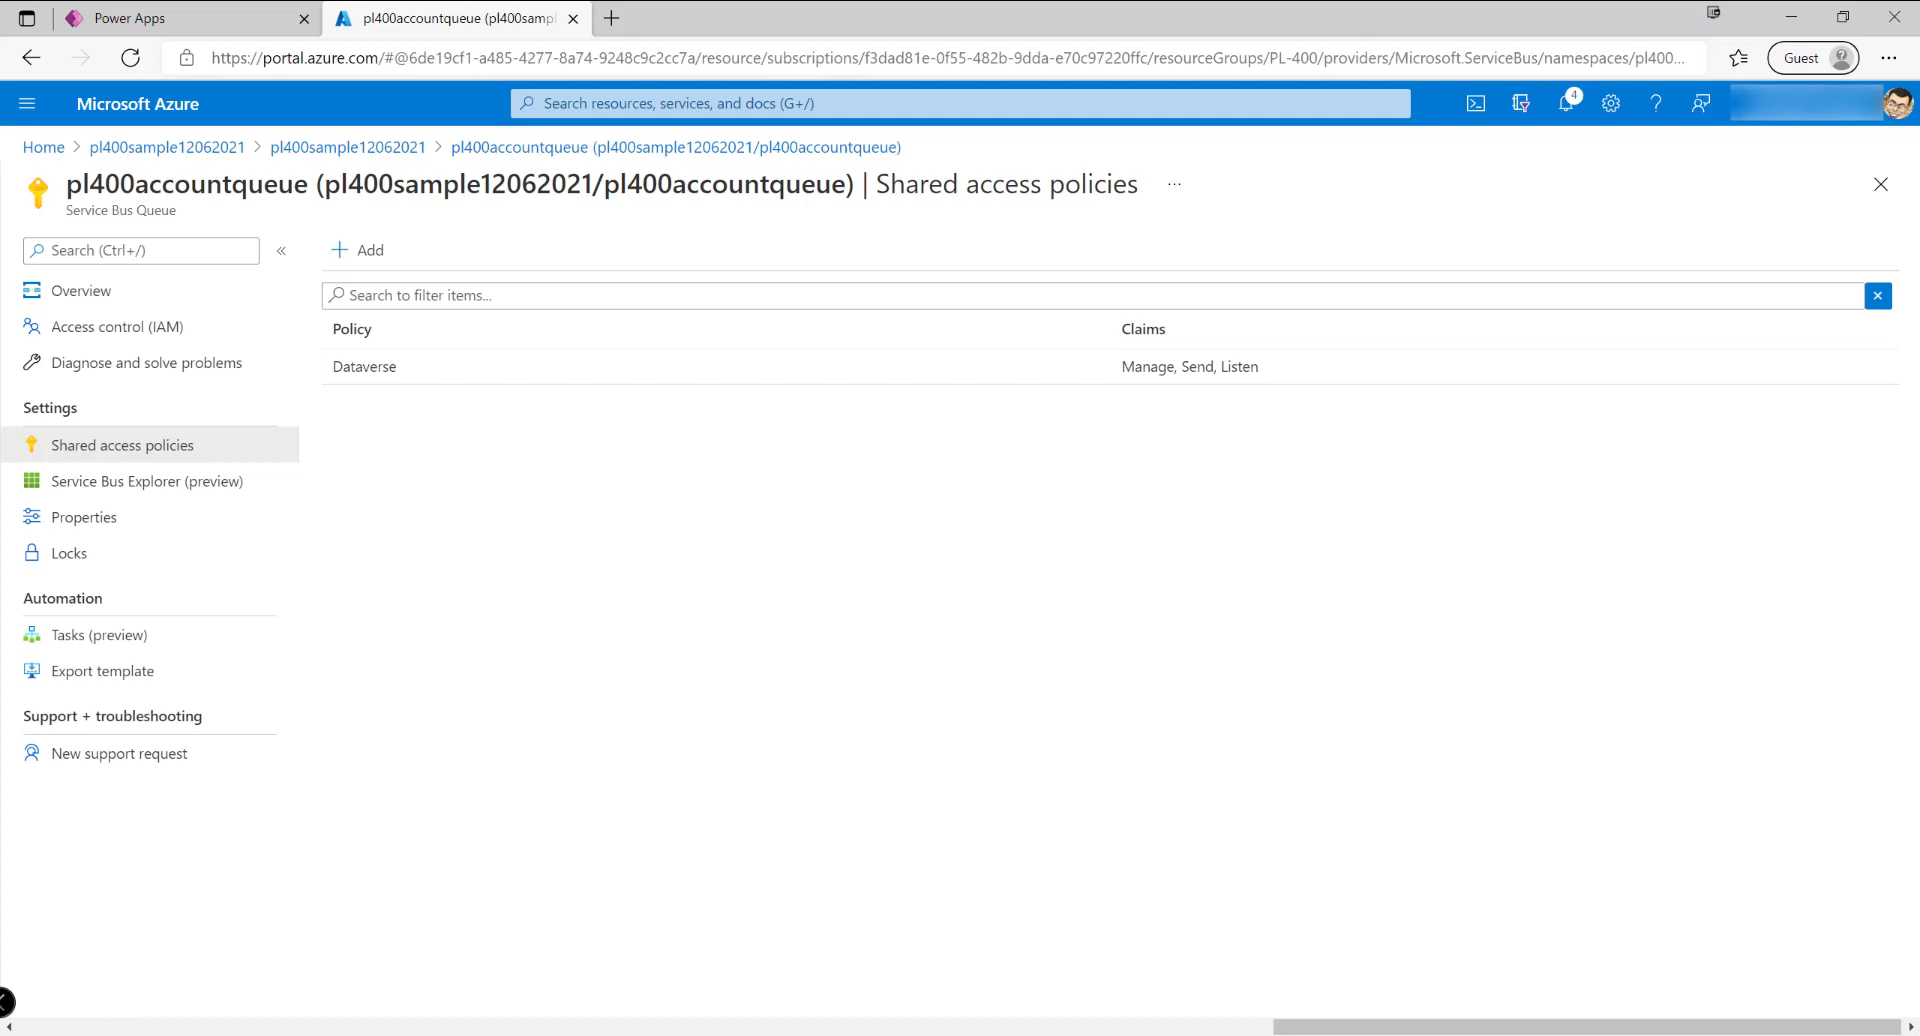 Power Apps
pl400accountqueue (pl400samp
https://portal.azure.com/#@6de19cf1-a485-4277-8a74-9248c9c2cc7a/resource/subscriptions/f3dad81e-0f55-482b-9dda-e70c97220ffc/resourceGroups/PL-400/providers/Microsoft.ServiceBus/namespaces/pl400...
Guest
Microsoft Azure
Search resources, services, and docs (G+/)
4
Home > pl400sample12062021 > pl400sample12062021 > pl400accountqueue (pl400sample12062021/pl400accountqueue)
pl400accountqueue (pl400sample12062021/pl400accountqueue) | Shared access policies ...
Service Bus Queue
Search (Ctrl+/)
«
Add
Overview
Search to filter items...
Access control (IAM)
Policy Claims
Diagnose and solve problems
Dataverse Manage, Send, Listen
Settings
Shared access policies
Service Bus Explorer (preview)
Properties
Locks
Automation
Tasks (preview)
Export template
Support + troubleshooting
New support request